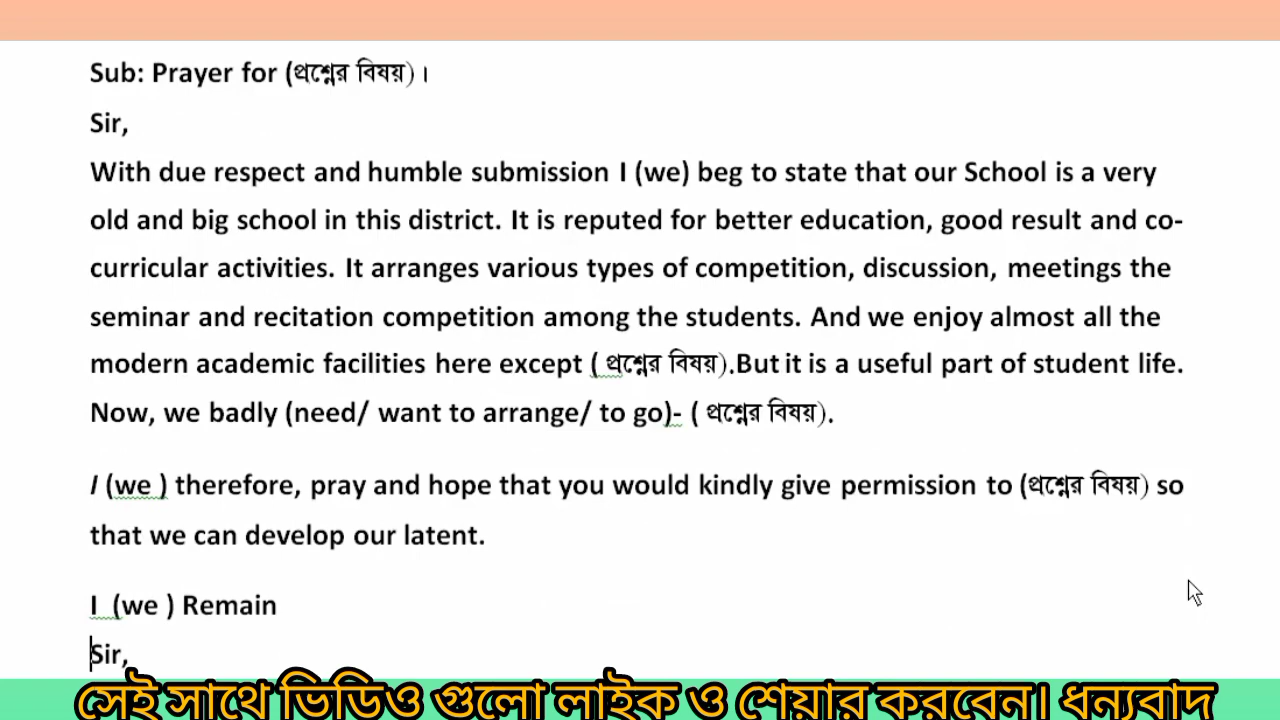 Sub: Prayer for (প্রশ্নের বিষয়)।
Sir,
With due respect and humble submission I (we) beg to state that our School is a very
old and big school in this district. It is reputed for better education, good result and co-
curricular activities. It arranges various types of competition, discussion, meetings the
seminar and recitation competition among the students. And we enjoy almost all the
modern academic facilities here except ( প্রশ্নের বিষয়).But it is a useful part of student life.
Now, we badly (need/ want to arrange/ to go)- ( প্রশ্নের বিষয়).
I (we ) therefore, pray and hope that you would kindly give permission to (প্রশ্নের বিষয়) so
that we can develop our latent.
I (we ) Remain
Sir,
সেই সাথে ভিডিও গুলো লাইক ও শেয়ার করবেন। ধন্যবাদ